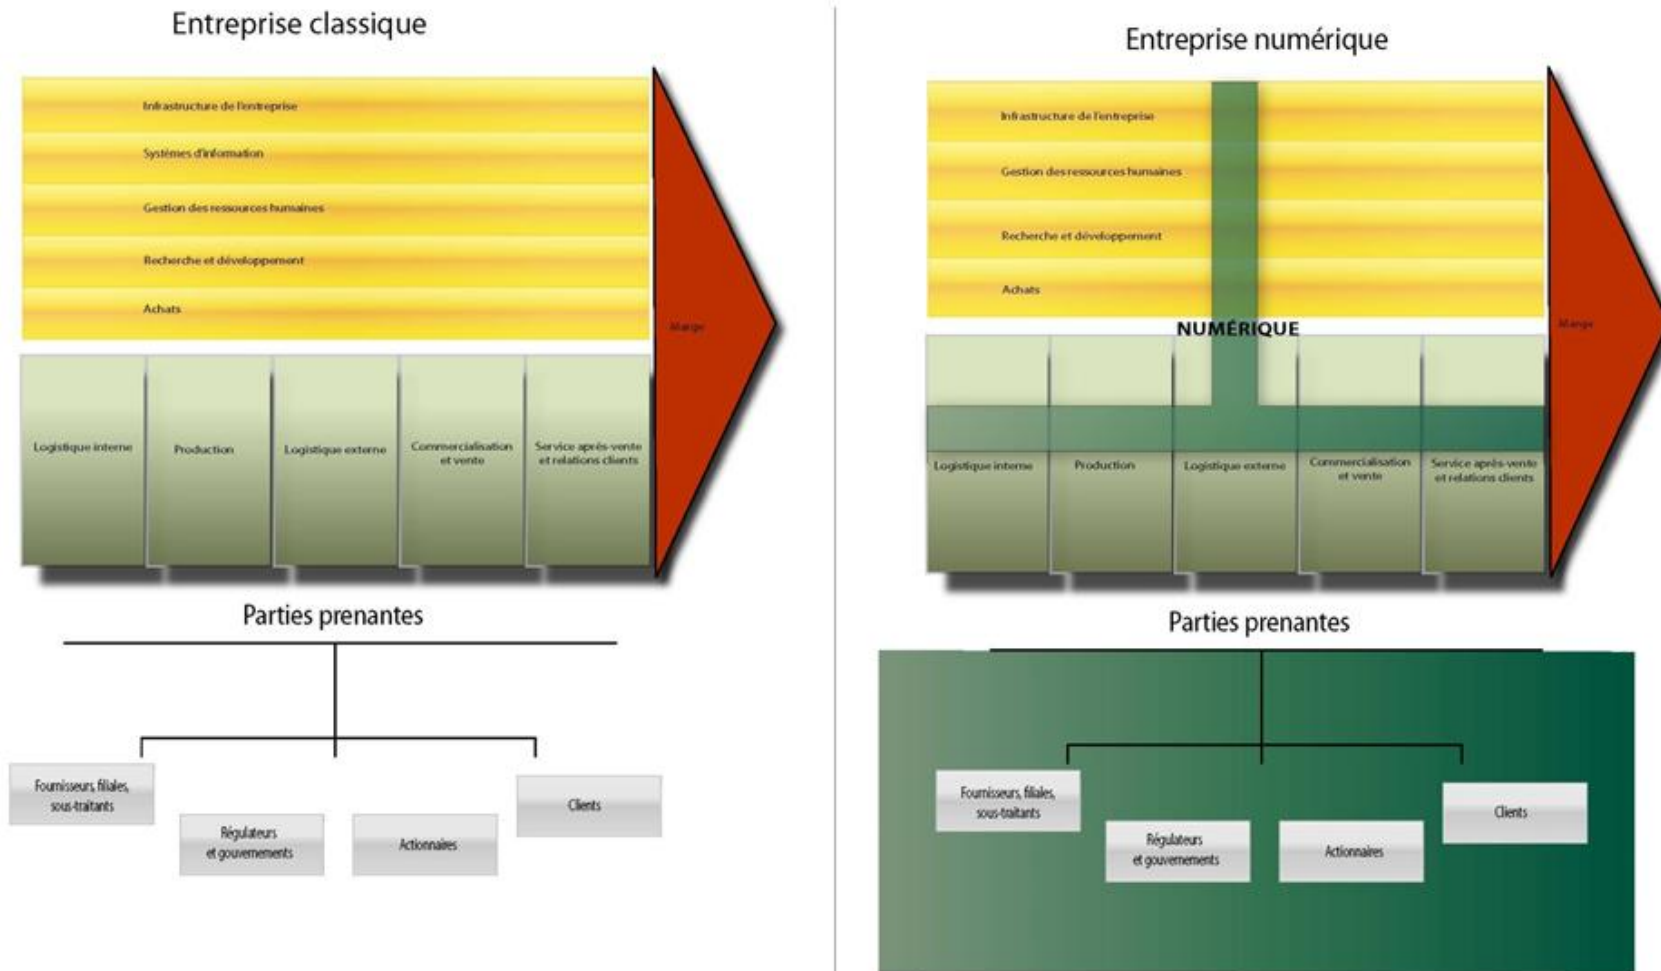 Entreprise classique
Infrastructure de l'entreprise
Systèmes d'information
Gestion des ressources humaines
Recherche et développement
Achats
Marge
Logistique interne
Production
Logistique externe
Commercialisation
et vente
Service après-vente
et relations clients
Parties prenantes
Fournisseurs, filiales,
sous-traitants
Régulateurs
et gouvernements
Actionnaires
Clients
Entreprise numérique
Infrastructure de l'entreprise
Gestion des ressources humaines
Recherche et développement
Achats
NUMÉRIQUE
Marge
Logistique interne
Production
Logistique externe
Commercialisation
et vente
Service après-vente
et relations clients
Parties prenantes
Fournisseurs, filiales,
sous-traitants
Régulateurs
et gouvernements
Actionnaires
Clients